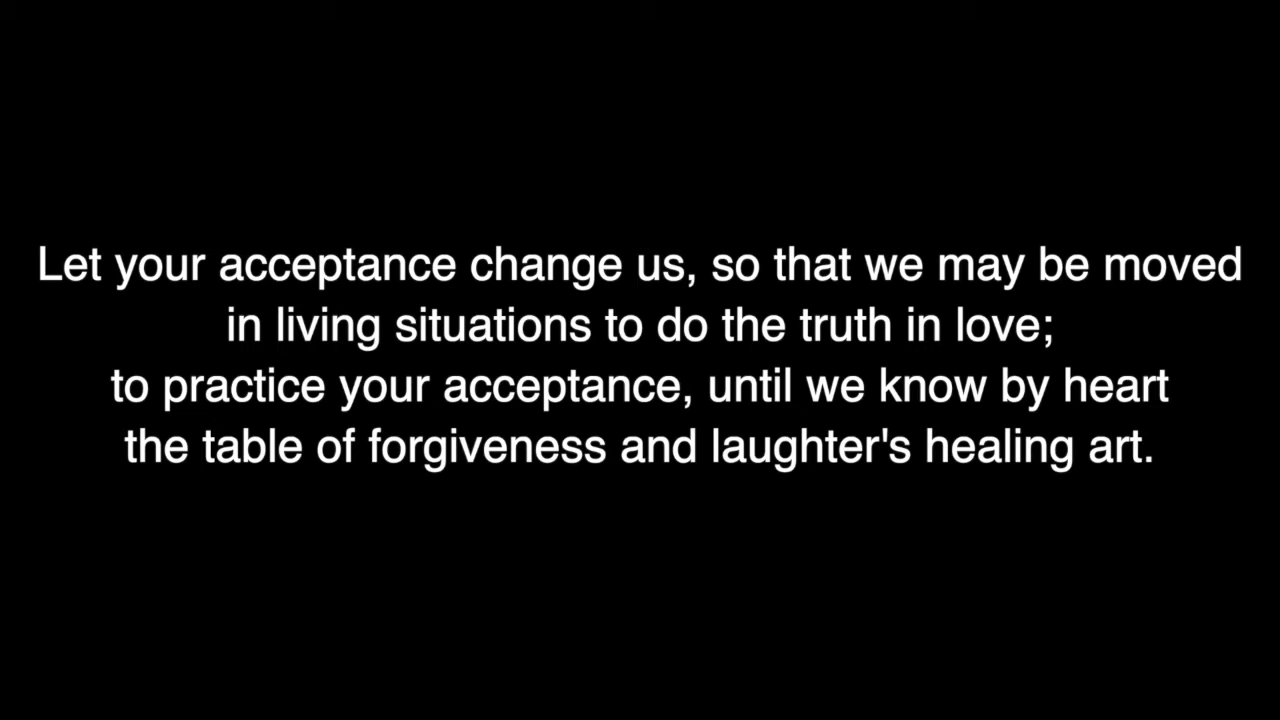 Let your acceptance change us, so that we may be moved
in living situations to do the truth in love;
to practice your acceptance, until we know by heart
the table of forgiveness and laughter's healing art.